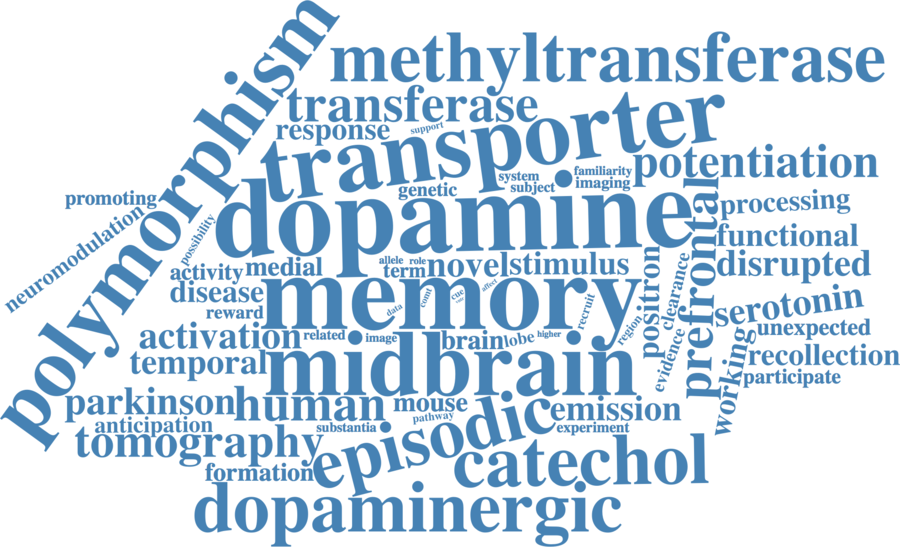 polymorphism
methyltransferase
transferase
response
support
transporter
potentiation
promoting
neuromodulation
possibility
genetic
system
subject
familiarity
imaging
dopamine
prefrontal
processing
functional
disrupted
activity
medial
allele
role
term
novel
stimulus
disease
reward
memory
data
comt
cue
affect
recruit
region
positron
clearance
evidence
serotonin
unexpected
working
recollection
participate
activation
related
image
brain
lobe
higher
temporal
midbrain
parkinson
human
mouse
pathway
substantia
anticipation
episodic
emission
experiment
tomography
formation
catechol
dopaminergic